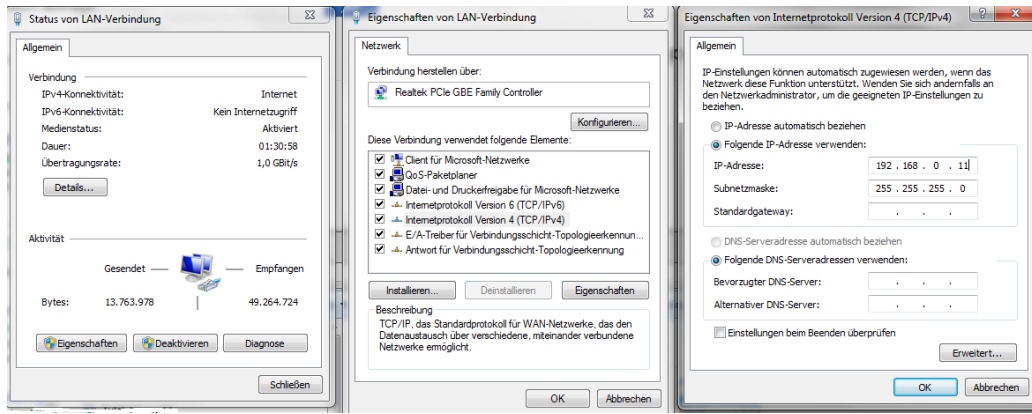 Status von LAN-Verbindung
Allgemein
Verbindung
IPv4-Konnektivität: Internet
IPv6-Konnektivität: Kein Internetzugriff
Medienstatus: Aktiviert
Dauer: 01:30:58
Übertragungsrate: 1,0 GBit/s
Details...
Aktivität
Gesendet — — Empfangen
Bytes: 13.763.978 49.264.724
Eigenschaften Deaktivieren Diagnose
Schließen
Eigenschaften von LAN-Verbindung
Netzwerk
Verbindung herstellen über:
Realtek PCIe GBE Family Controller
Konfigurieren...
Diese Verbindung verwendet folgende Elemente:
Client für Microsoft-Netzwerke
QoS-Paketplaner
Datei- und Druckerfreigabe für Microsoft-Netzwerke
Internetprotokoll Version 6 (TCP/IPv6)
Internetprotokoll Version 4 (TCP/IPv4)
E/A-Treiber für Verbindungsschicht-Topologieerkennun...
Antwort für Verbindungsschicht-Topologieerkennung
Installieren... Deinstallieren Eigenschaften
Beschreibung
TCP/IP, das Standardprotokoll für WAN-Netzwerke, das den
Datenaustausch über verschiedene, miteinander verbundene
Netzwerke ermöglicht.
OK Abbrechen
Eigenschaften von Internetprotokoll Version 4 (TCP/IPv4)
Allgemein
IP-Einstellungen können automatisch zugewiesen werden, wenn das
Netzwerk diese Funktion unterstützt. Wenden Sie sich andernfalls an
den Netzwerkadministrator, um die geeigneten IP-Einstellungen zu
beziehen.
IP-Adresse automatisch beziehen
Folgende IP-Adresse verwenden:
IP-Adresse: 192 . 168 . 0 . 11
Subnetzmaske: 255 . 255 . 255 . 0
Standardgateway: . . .
DNS-Serveradresse automatisch beziehen
Folgende DNS-Serveradressen verwenden:
Bevorzugter DNS-Server: . . .
Alternativer DNS-Server: . . .
Einstellungen beim Beenden überprüfen
Erweitert...
OK Abbrechen